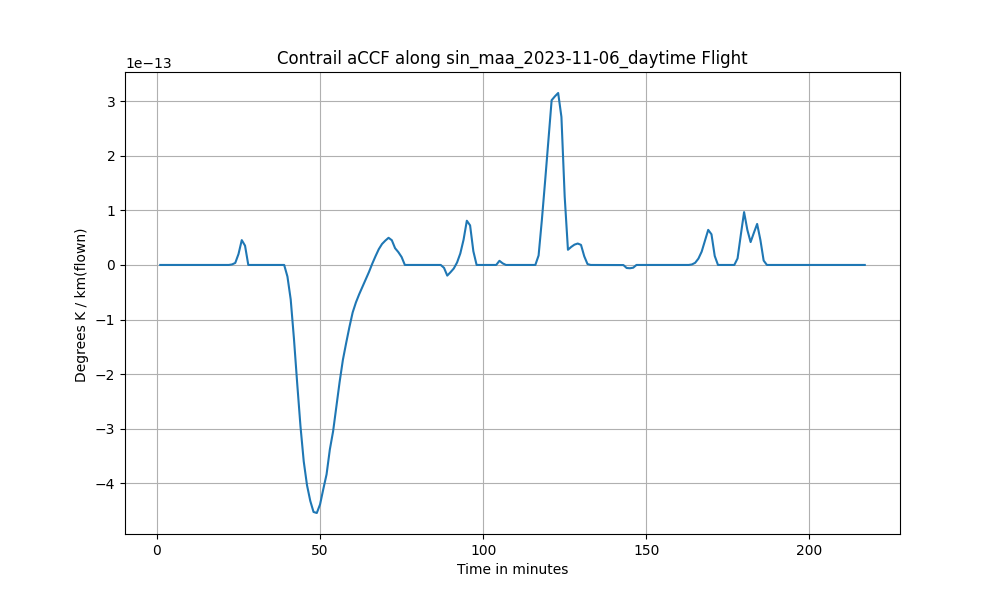 Contrail aCCF along sin_maa_2023-11-06_daytime Flight
1e−13
3
2
1
0
−1
−2
−3
−4
Degrees K / km(flown)
0 50 100 150 200
Time in minutes